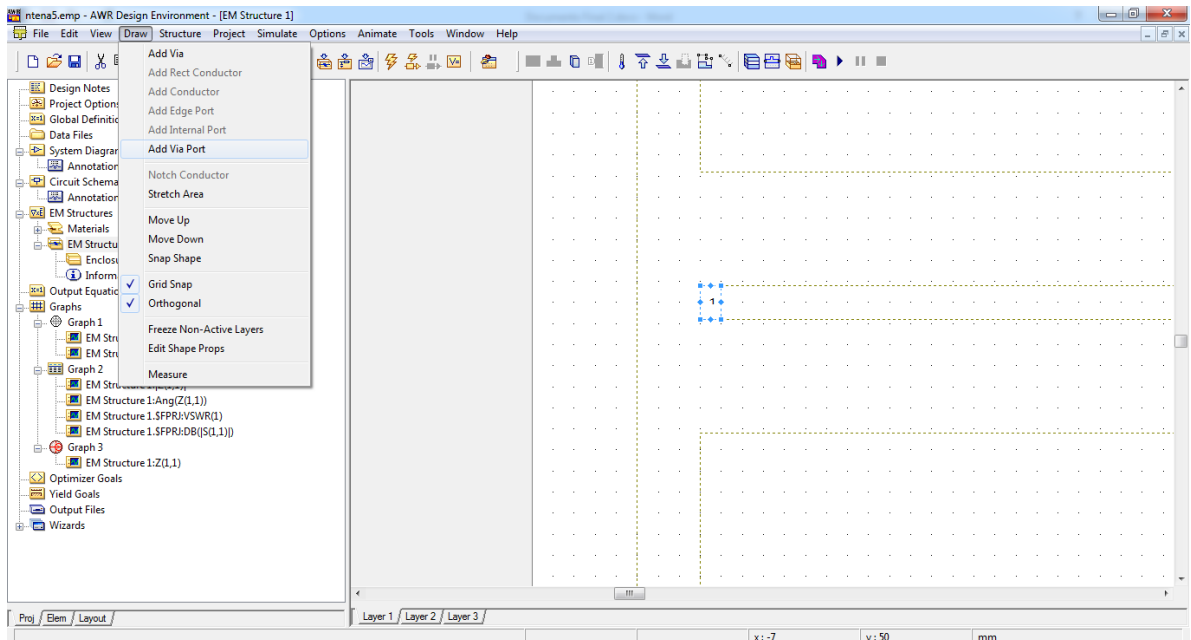 ntena5.emp - AWR Design Environment - [EM Structure 1]
File Edit View Draw Structure Project Simulate Options Animate Tools Window Help
Add Via
Add Rect Conductor
Add Conductor
Add Edge Port
Add Internal Port
Add Via Port
Notch Conductor
Stretch Area
Move Up
Move Down
Snap Shape
Grid Snap
Orthogonal
Freeze Non-Active Layers
Edit Shape Props
Measure
Design Notes
Project Options
Global Definitio
Data Files
System Diagrar
Annotation
Circuit Schema
Annotation
EM Structures
Materials
EM Structu
Enclosu
Inform
Output Equatio
Graphs
Graph 1
EM Stru
EM Stru
Graph 2
EM Structure 1:|Z(1,1)|
EM Structure 1:Ang(Z(1,1))
EM Structure 1.$FPRJ:VSWR(1)
EM Structure 1.$FPRJ:DB(|S(1,1)|)
Graph 3
EM Structure 1:Z(1,1)
Optimizer Goals
Yield Goals
Output Files
Wizards
1
Proj Elem Layout
Layer 1 Layer 2 Layer 3
x: -7 y: 50 mm